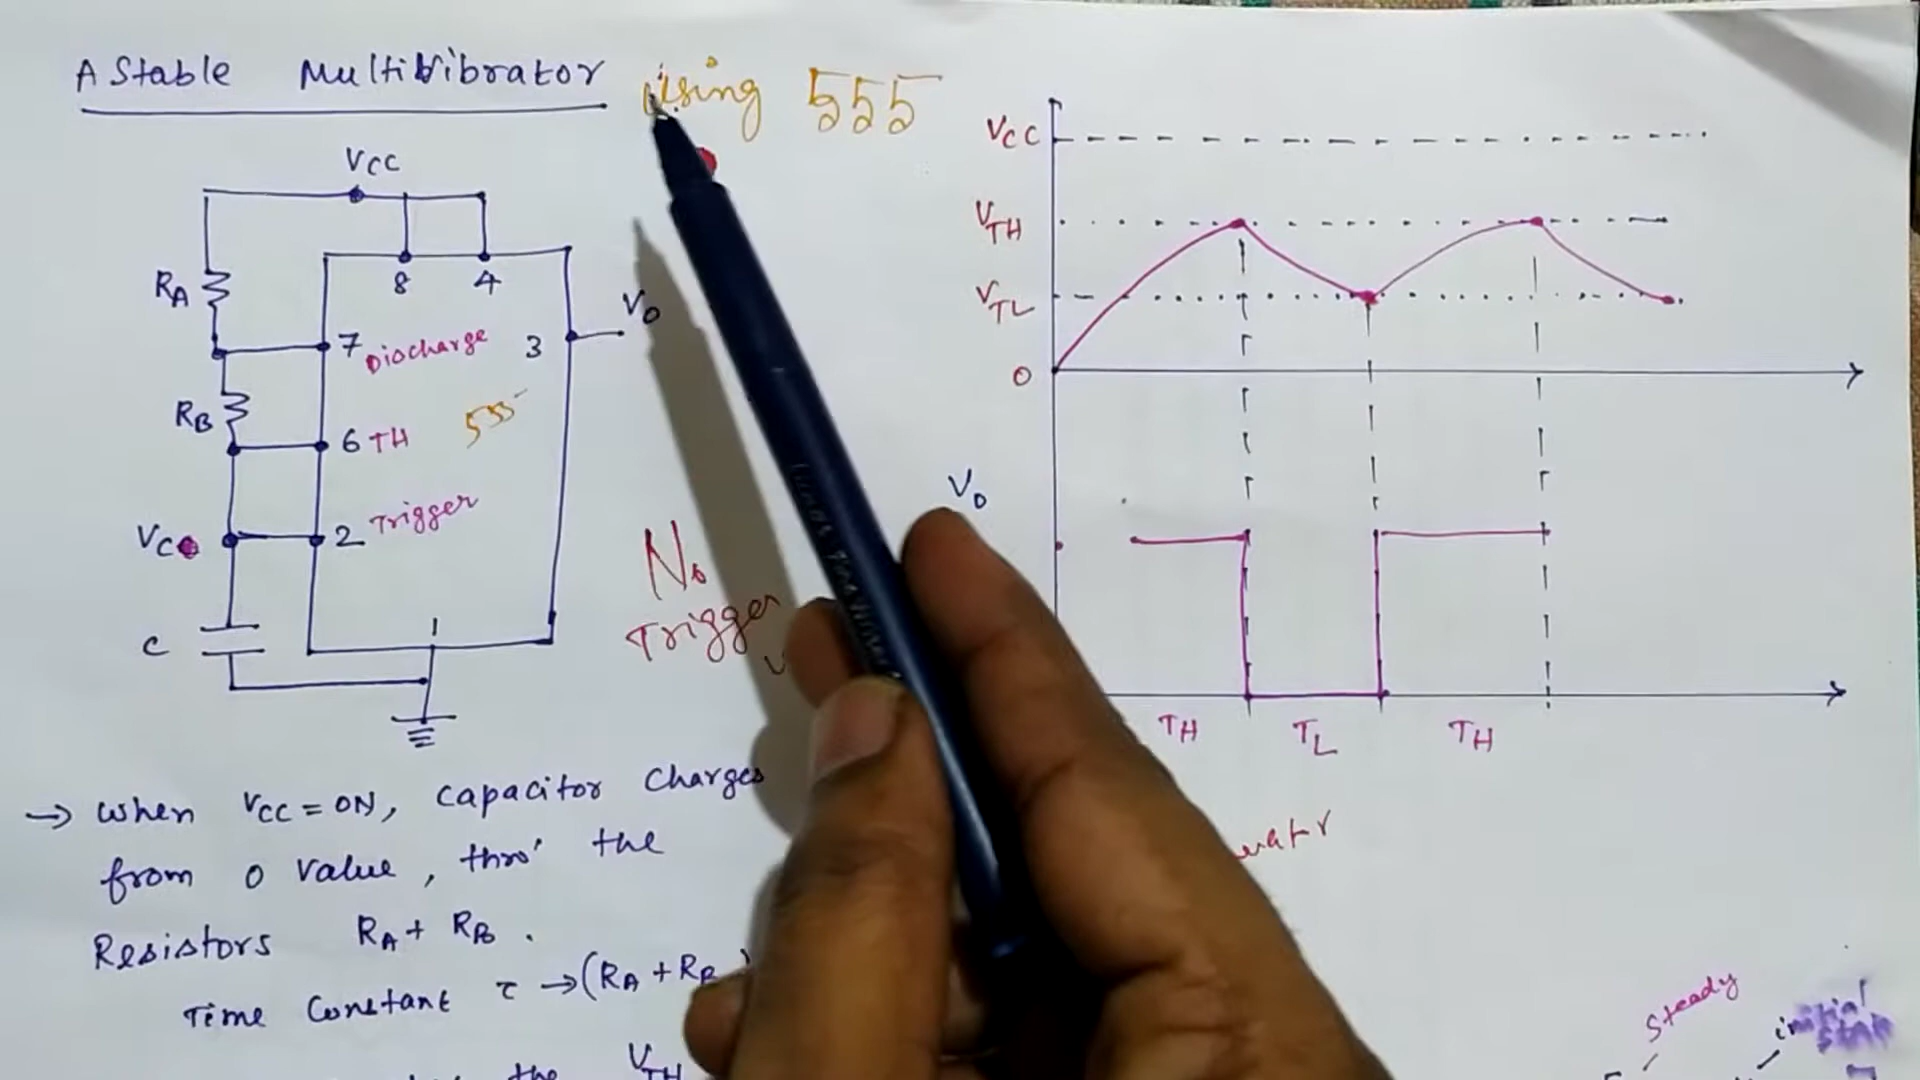 AStable Multivibrator using 555
VCC
RA
8 4
7 Discharge
3
VO
RB
6 TH
555
VC
2 Trigger
C
1
No
Trigger
VCC
VTH
VTL
0
VO
TH TL TH
→ When VCC = ON, capacitor charges
from 0 value, thro' the
Resistors RA + RB.
Time Constant τ → (RA + RB
the VTH
Steady
initial